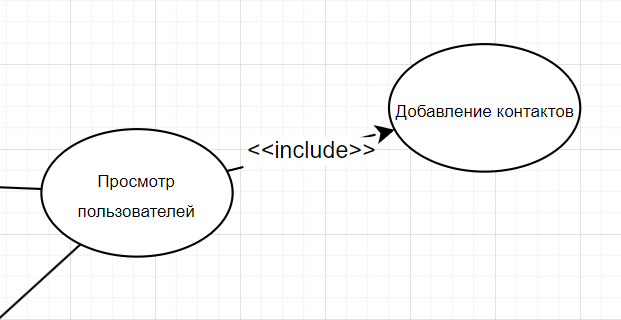 Добавление контактов
<<include>>
Просмотр
пользователей